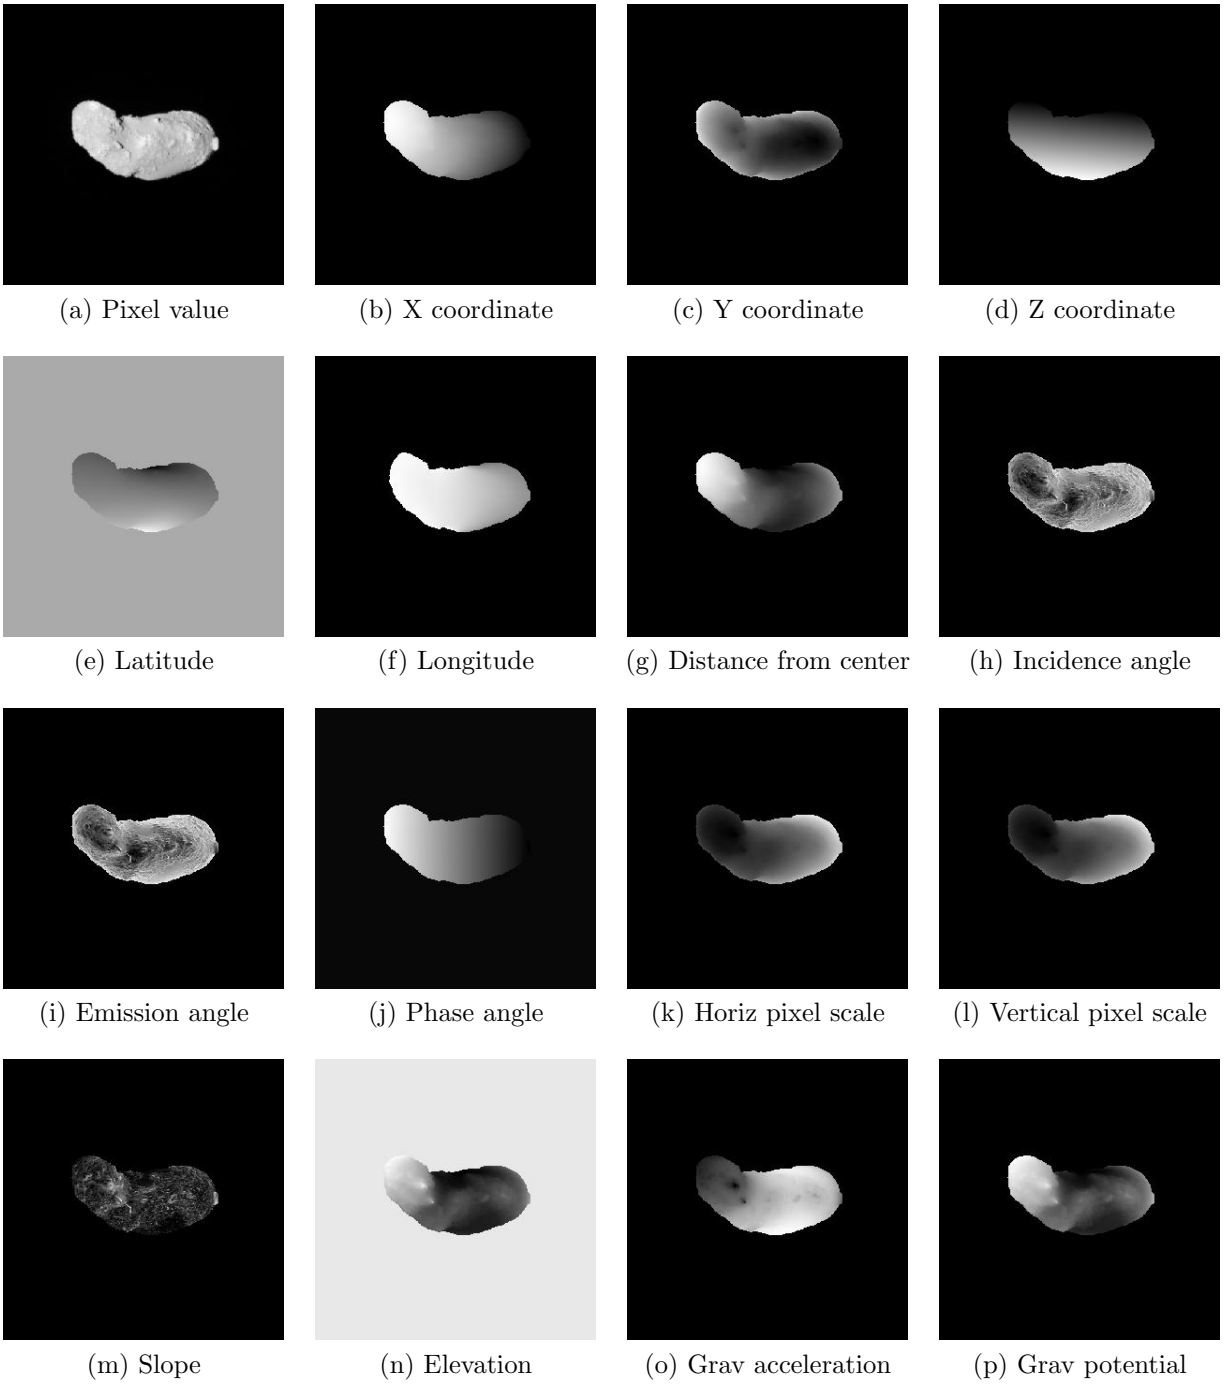 (a) Pixel value
(b) X coordinate
(c) Y coordinate
(d) Z coordinate
(e) Latitude
(f) Longitude
(g) Distance from center
(h) Incidence angle
(i) Emission angle
(j) Phase angle
(k) Horiz pixel scale
(l) Vertical pixel scale
(m) Slope
(n) Elevation
(o) Grav acceleration
(p) Grav potential